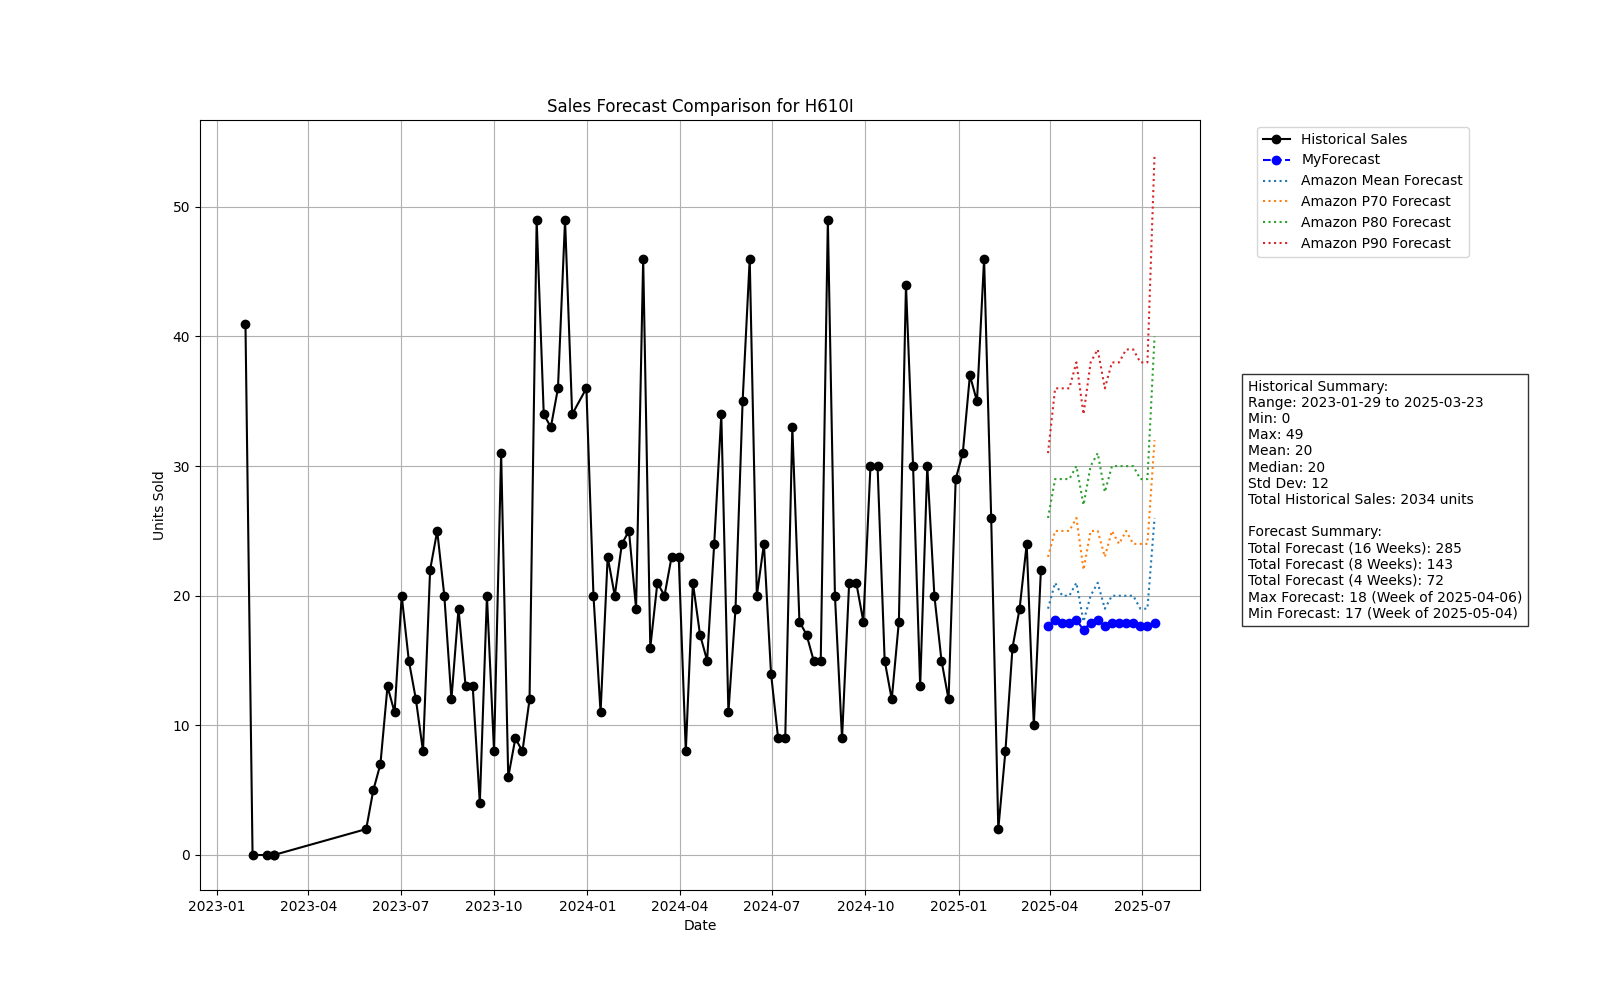 Sales Forecast Comparison for H610I
Units Sold
50
40
30
20
10
0
2023-01
2023-04
2023-07
2023-10
2024-01
2024-04
2024-07
2024-10
2025-01
2025-04
2025-07
Date
Historical Sales
MyForecast
Amazon Mean Forecast
Amazon P70 Forecast
Amazon P80 Forecast
Amazon P90 Forecast
Historical Summary:
Range: 2023-01-29 to 2025-03-23
Min: 0
Max: 49
Mean: 20
Median: 20
Std Dev: 12
Total Historical Sales: 2034 units
Forecast Summary:
Total Forecast (16 Weeks): 285
Total Forecast (8 Weeks): 143
Total Forecast (4 Weeks): 72
Max Forecast: 18 (Week of 2025-04-06)
Min Forecast: 17 (Week of 2025-05-04)